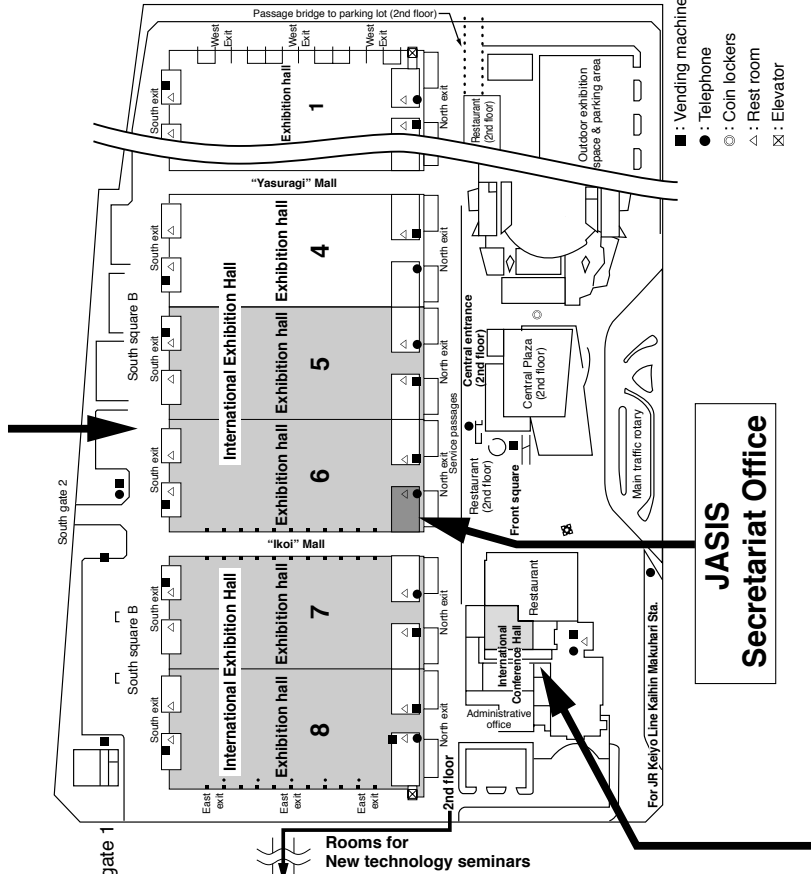 Passage bridge to parking lot (2nd floor)
West
Exit
West
Exit
West
Exit
South exit
Exhibition hall
1
North exit
Restaurant
(2nd floor)
Outdoor exhibition
space & parking area
■ : Vending machine
● : Telephone
◎ : Coin lockers
△ : Rest room
☒ : Elevator
"Yasuragi" Mall
South exit
South exit
South exit
South exit
South square B
International Exhibition Hall
Exhibition hall
4
Exhibition hall
5
Exhibition hall
6
North exit
North exit
North exit
North exit
Service passages
Central entrance
(2nd floor)
Central Plaza
(2nd floor)
Restaurant
(2nd floor)
Front square
Main traffic rotary
South gate 2
"Ikoi" Mall
JASIS
Secretariat Office
South square B
South exit
South exit
International Exhibition Hall
Exhibition hall
7
Exhibition hall
8
North exit
North exit
Restaurant
International
Conference Hall
Administrative
office
For JR Keiyo Line Kaihin Makuhari Sta.
East
exit
East
exit
East
exit
2nd floor
gate 1
Rooms for
New technology seminars